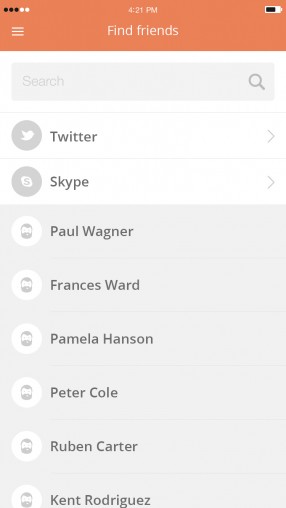 4:21 PM
Find friends
Search
Twitter
Skype
Paul Wagner
Frances Ward
Pamela Hanson
Peter Cole
Ruben Carter
Kent Rodriguez